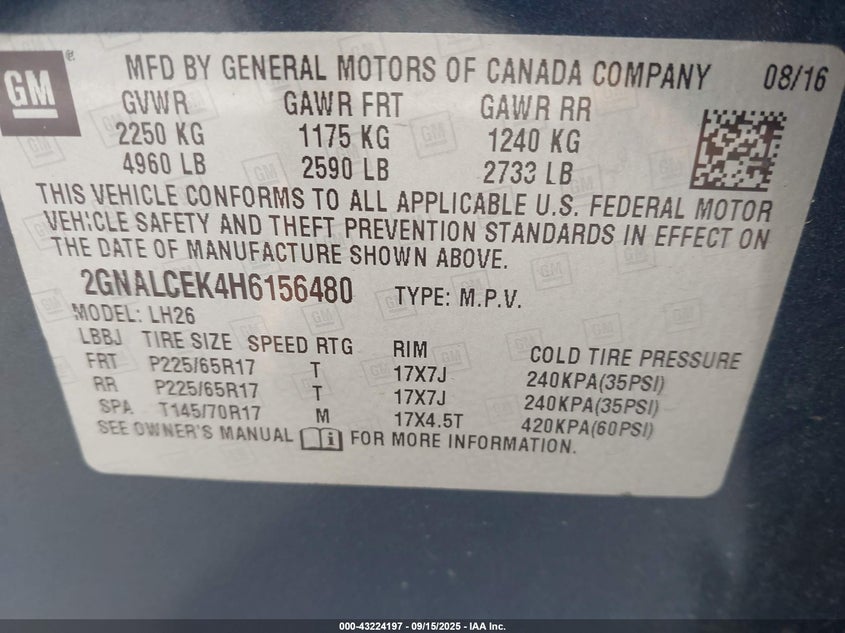 GM
MFD BY GENERAL MOTORS OF CANADA COMPANY 08/16
GVWR GAWR FRT GAWR RR
2250 KG 1175 KG 1240 KG
4960 LB 2590 LB 2733 LB
THIS VEHICLE CONFORMS TO ALL APPLICABLE U.S. FEDERAL MOTOR
VEHICLE SAFETY AND THEFT PREVENTION STANDARDS IN EFFECT ON
THE DATE OF MANUFACTURE SHOWN ABOVE.
2GNALCEK4H6156480 TYPE: M.P.V.
MODEL: LH26
LBBJ TIRE SIZE SPEED RTG RIM COLD TIRE PRESSURE
FRT P225/65R17 T 17X7J 240KPA(35PSI)
RR P225/65R17 T 17X7J 240KPA(35PSI)
SPA T145/70R17 M 17X4.5T 420KPA(60PSI)
SEE OWNER'S MANUAL FOR MORE INFORMATION.
000-43224197 - 09/15/2025 - IAA Inc.